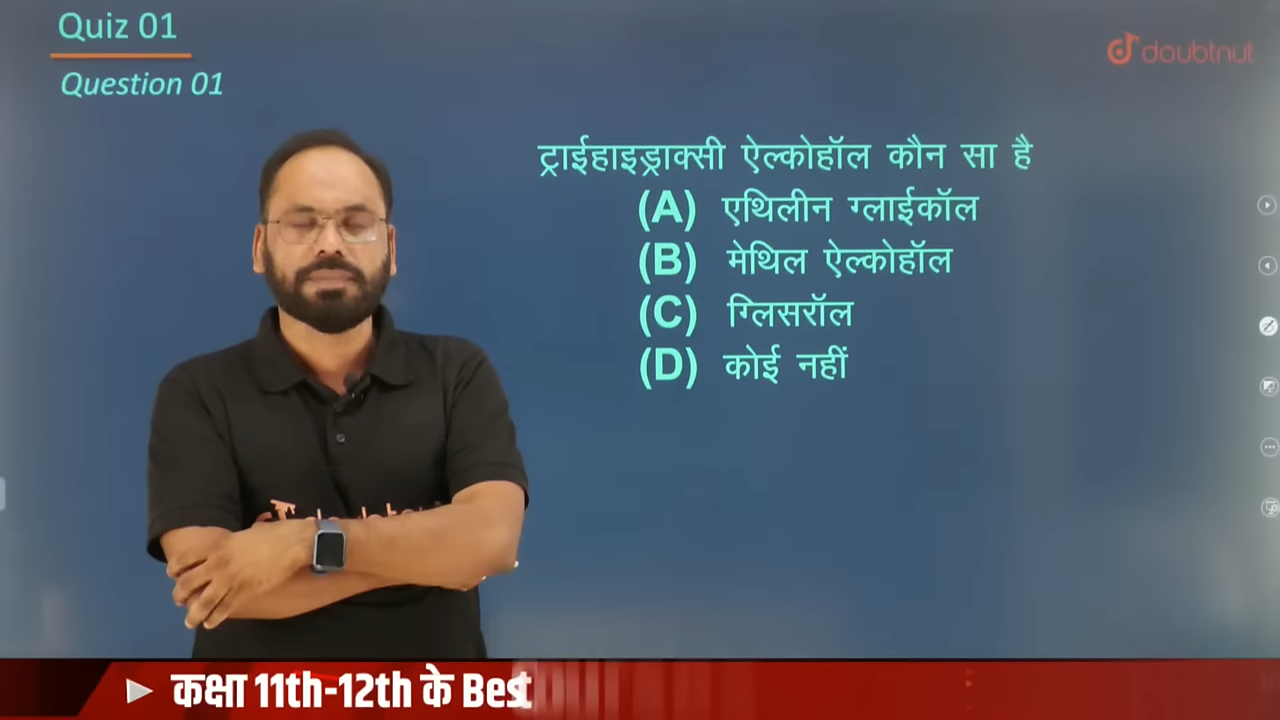 Quiz 01
Question 01
doubtnut
ट्राईहाइड्राक्सी ऐल्कोहॉल कौन सा है
(A) एथिलीन ग्लाईकॉल
(B) मेथिल ऐल्कोहॉल
(C) ग्लिसरॉल
(D) कोई नहीं
कक्षा 11th-12th के Best